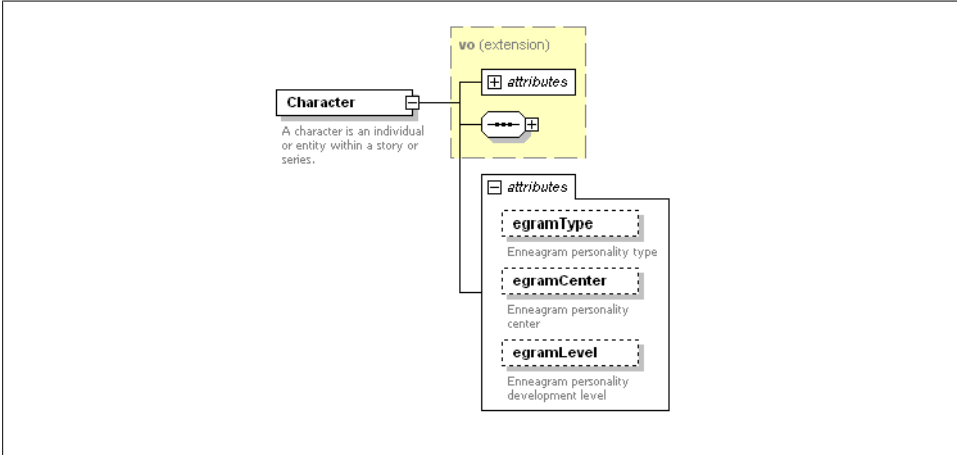 vo (extension)
attributes
Character
A character is an individual
or entity within a story or
series.
attributes
egramType
Enneagram personality type
egramCenter
Enneagram personality
center
egramLevel
Enneagram personality
development level